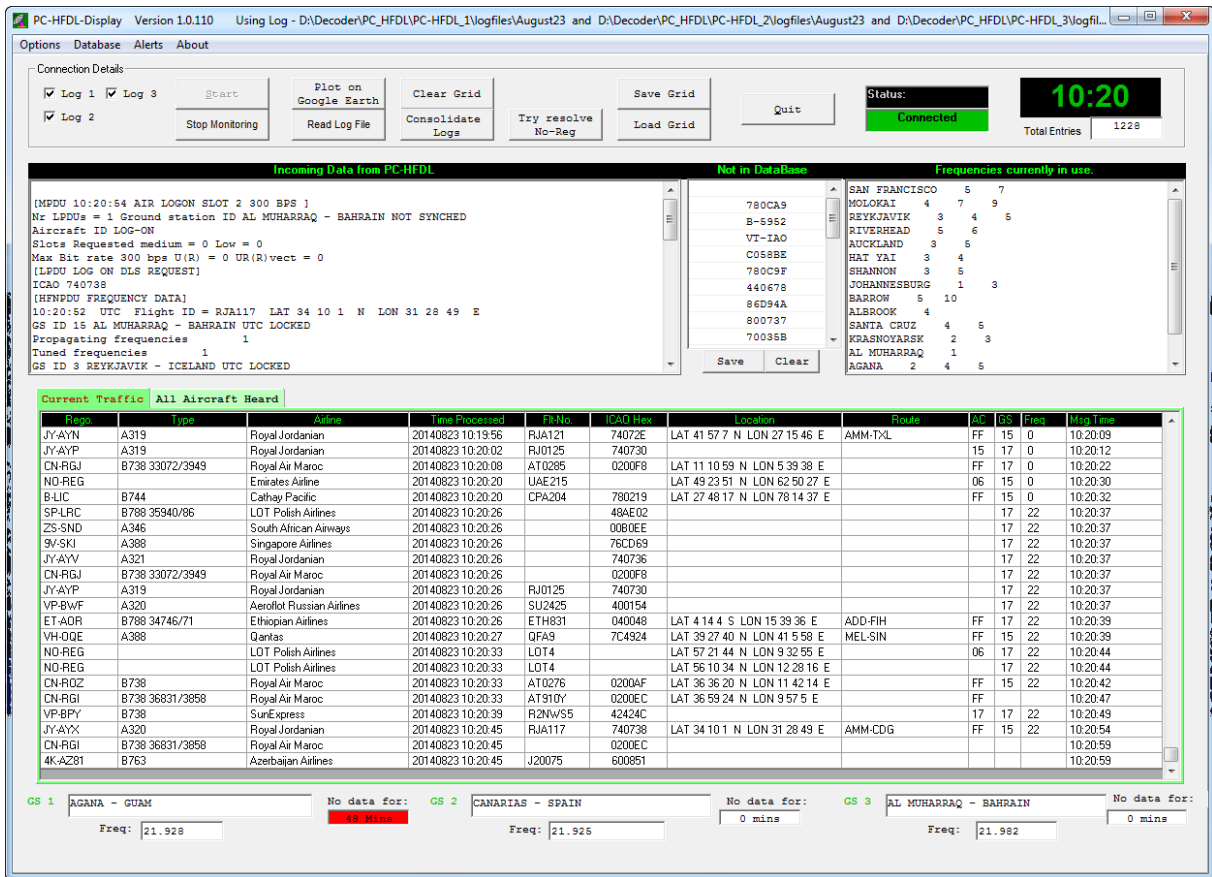 PC-HFDL-Display Version 1.0.110 Using Log - D:\Decoder\PC_HFDL\PC-HFDL_1\logfiles\August23 and D:\Decoder\PC_HFDL\PC-HFDL_2\logfiles\August23 and D:\Decoder\PC_HFDL\PC-HFDL_3\logfil...
Options Database Alerts About
Connection Details
Log 1 Log 3 Start Plot on Google Earth Clear Grid Save Grid Quit Status: 10:20
Log 2 Stop Monitoring Read Log File Consolidate Logs Try resolve No-Reg Load Grid Connected Total Entries 1228
Incoming Data from PC-HFDL
[MPDU 10:20:54 AIR LOGON SLOT 2 300 BPS ]
Nr LPDUs = 1 Ground station ID AL MUHARRAQ - BAHRAIN NOT SYNCHED
Aircraft ID LOG-ON
Slots Requested medium = 0 Low = 0
Max Bit rate 300 bps U(R) = 0 UR(R)vect = 0
[LPDU LOG ON DLS REQUEST]
ICAO 740738
[HFNPDU FREQUENCY DATA]
10:20:52 UTC Flight ID = RJA117 LAT 34 10 1 N LON 31 28 49 E
GS ID 15 AL MUHARRAQ - BAHRAIN UTC LOCKED
Propagating frequencies 1
Tuned frequencies 1
GS ID 3 REYKJAVIK - ICELAND UTC LOCKED
Not in DataBase
780CA9
B-5952
VT-IAO
C058BE
780C9F
440678
86D94A
800737
70035B
Save Clear
Frequencies currently in use.
SAN FRANCISCO 5 7
MOLOKAI 4 7 9
REYKJAVIK 3 4 5
RIVERHEAD 5 6
AUCKLAND 3 5
HAT YAI 3 4
SHANNON 3 5
JOHANNESBURG 1 3
BARROW 5 10
ALBROOK 4
SANTA CRUZ 4 5
KRASNOYARSK 2 3
AL MUHARRAQ 1
AGANA 2 4 5
Current Traffic All Aircraft Heard
Rego. Type Airline Time Processed Flt-No. ICAO Hex Location Route AC GS Freq Msg.Time
JY-AYN A319 Royal Jordanian 20140823 10:19:56 RJA121 74072E LAT 41 57 7 N LON 27 15 46 E AMM-TXL FF 15 0 10:20:09
JY-AYP A319 Royal Jordanian 20140823 10:20:02 RJ0125 740730 15 17 0 10:20:12
CN-RGJ B738 33072/3949 Royal Air Maroc 20140823 10:20:08 AT0285 0200F8 LAT 11 10 59 N LON 5 39 38 E FF 17 0 10:20:22
NO-REG Emirates Airline 20140823 10:20:20 UAE215 LAT 49 23 51 N LON 62 50 27 E 06 15 0 10:20:30
B-LIC B744 Cathay Pacific 20140823 10:20:20 CPA204 780219 LAT 27 48 17 N LON 78 14 37 E FF 15 0 10:20:32
SP-LRC B788 35940/86 LOT Polish Airlines 20140823 10:20:26 48AE02 17 22 10:20:37
ZS-SND A346 South African Airways 20140823 10:20:26 00B0EE 17 22 10:20:37
9V-SKI A388 Singapore Airlines 20140823 10:20:26 76CD69 17 22 10:20:37
JY-AYV A321 Royal Jordanian 20140823 10:20:26 740736 17 22 10:20:37
CN-RGJ B738 33072/3949 Royal Air Maroc 20140823 10:20:26 0200F8 17 22 10:20:37
JY-AYP A319 Royal Jordanian 20140823 10:20:26 RJ0125 740730 17 22 10:20:37
VP-BWF A320 Aeroflot Russian Airlines 20140823 10:20:26 SU2425 400154 17 22 10:20:37
ET-AOR B788 34746/71 Ethiopian Airlines 20140823 10:20:26 ETH831 040048 LAT 4 14 4 S LON 15 39 36 E ADD-FIH FF 17 22 10:20:39
VH-OQE A388 Qantas 20140823 10:20:27 QFA9 7C4924 LAT 39 27 40 N LON 41 5 58 E MEL-SIN FF 15 22 10:20:39
NO-REG LOT Polish Airlines 20140823 10:20:33 LOT4 LAT 57 21 44 N LON 9 32 55 E 06 17 22 10:20:44
NO-REG LOT Polish Airlines 20140823 10:20:33 LOT4 LAT 56 10 34 N LON 12 28 16 E 17 22 10:20:44
CN-ROZ B738 Royal Air Maroc 20140823 10:20:33 AT0276 0200AF LAT 36 36 20 N LON 11 42 14 E FF 15 22 10:20:42
CN-RGI B738 36831/3858 Royal Air Maroc 20140823 10:20:33 AT910Y 0200EC LAT 36 59 24 N LON 9 57 5 E FF 10:20:47
VP-BPY B738 SunExpress 20140823 10:20:39 R2NWS5 42424C 17 17 22 10:20:49
JY-AYX A320 Royal Jordanian 20140823 10:20:45 RJA117 740738 LAT 34 10 1 N LON 31 28 49 E AMM-CDG FF 15 22 10:20:54
CN-RGI B738 36831/3858 Royal Air Maroc 20140823 10:20:45 0200EC 10:20:59
4K-AZ81 B763 Azerbaijan Airlines 20140823 10:20:45 J20075 600851 10:20:59
GS 1 AGANA - GUAM No data for: GS 2 CANARIAS - SPAIN No data for: GS 3 AL MUHARRAQ - BAHRAIN No data for:
48 Mins 0 mins 0 mins
Freq: 21.928 Freq: 21.925 Freq: 21.982